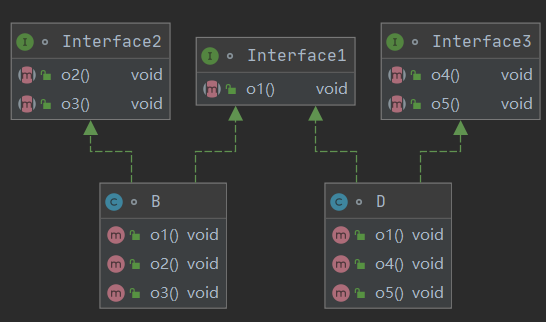 I Interface2
m o2() void
m o3() void
I Interface1
m o1() void
I Interface3
m o4() void
m o5() void
C B
m o1() void
m o2() void
m o3() void
C D
m o1() void
m o4() void
m o5() void